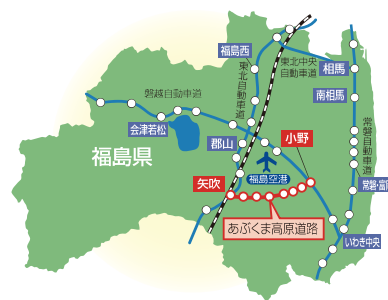 福島西
東北中央
自動車道
相馬
東北自動車道
磐越自動車道
南相馬
会津若松
郡山
小野
常磐自動車道
福島県
福島空港
矢吹
常磐・富岡
あぶくま高原道路
いわき中央